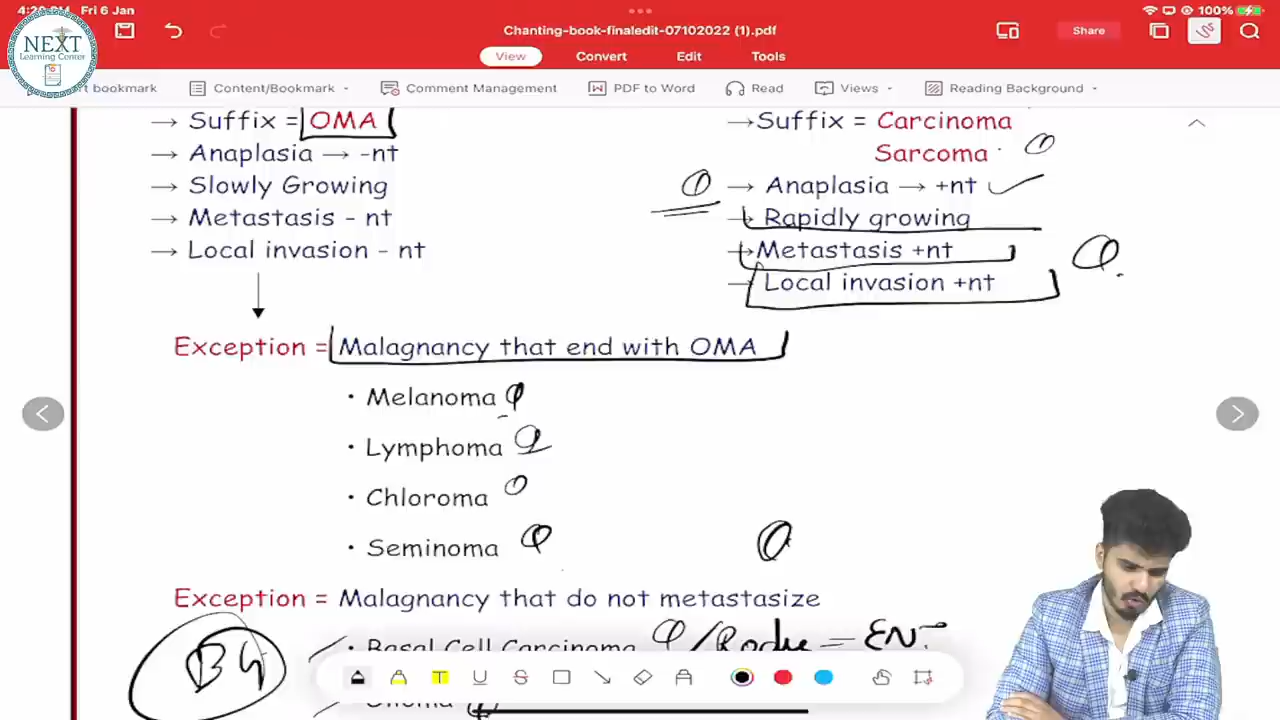 4:20 PM Fri 6 Jan
100%
NEXT
Learning Center
Chanting-book-finaledit-07102022 (1).pdf
Share
View Convert Edit Tools
bookmark Content/Bookmark Comment Management PDF to Word Read Views Reading Background
→ Suffix = OMA
→ Anaplasia → -nt
→ Slowly Growing
→ Metastasis - nt
→ Local invasion - nt
→Suffix = Carcinoma
Sarcoma
→ Anaplasia → +nt
→ Rapidly growing
→Metastasis +nt
→ Local invasion +nt
Exception = Malagnancy that end with OMA
• Melanoma
• Lymphoma
• Chloroma
• Seminoma
Exception = Malagnancy that do not metastasize
• Basal Cell Carcinoma
BG